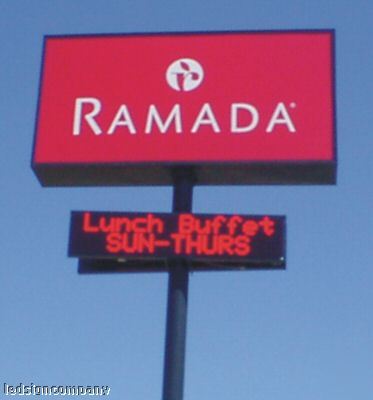 RAMADA
Lunch Buffet
SUN-THURS
ledsigncompany